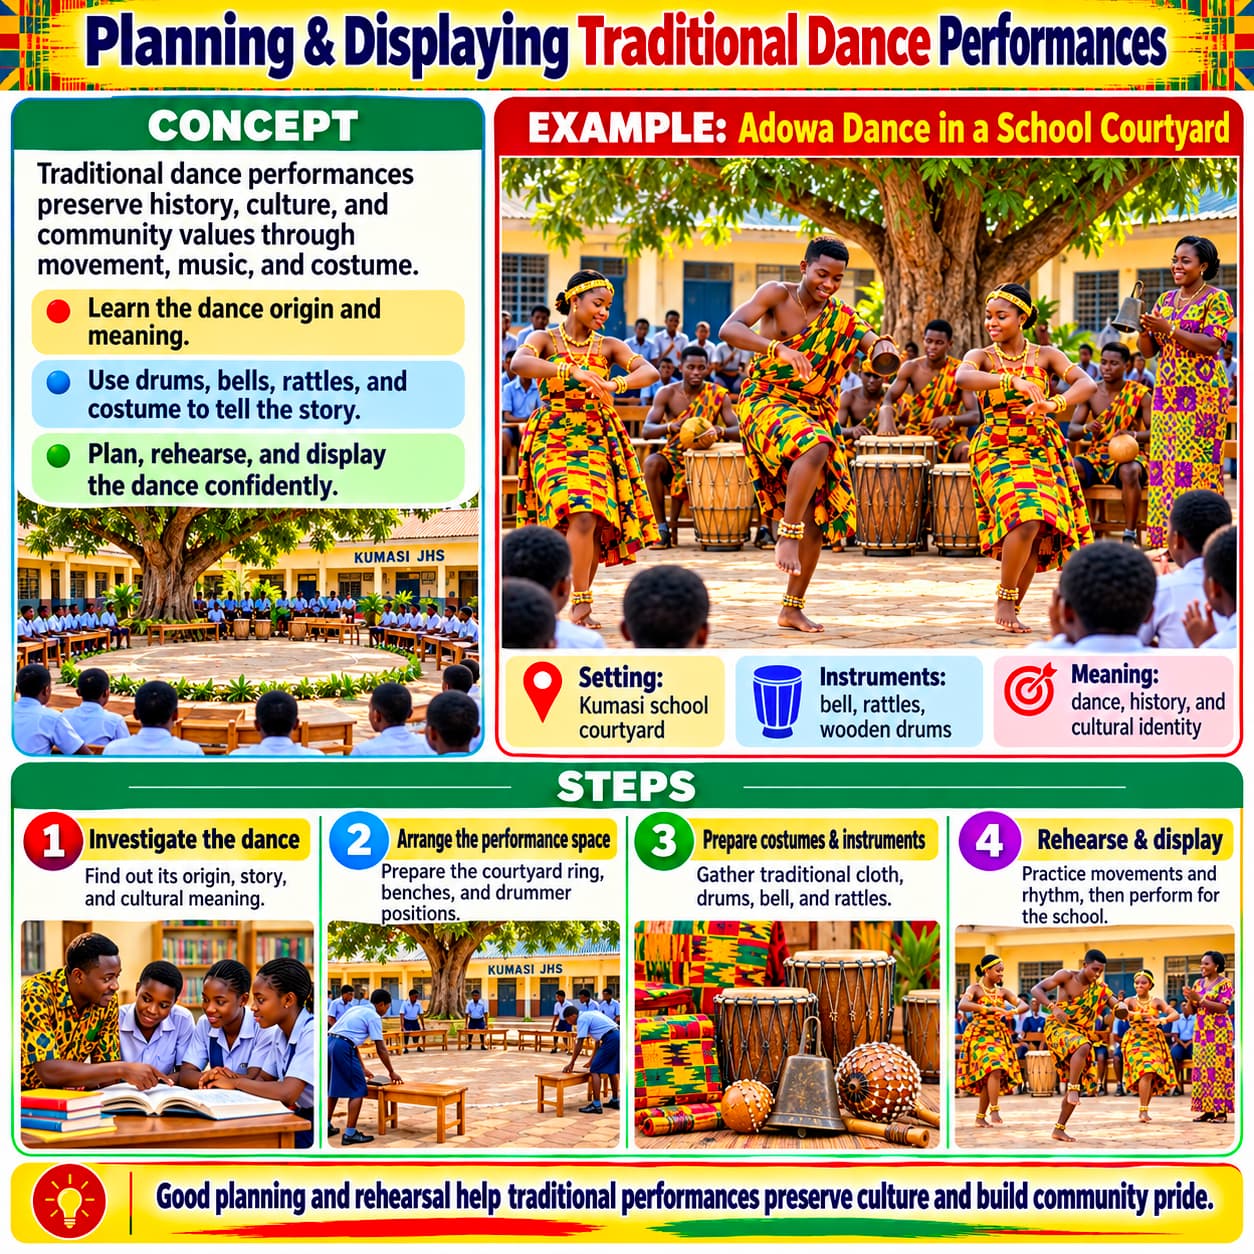 Planning & Displaying Traditional Dance Performances
CONCEPT
Traditional dance performances
preserve history, culture, and
community values through
movement, music, and costume.
Learn the dance origin and
meaning.
Use drums, bells, rattles, and
costume to tell the story.
Plan, rehearse, and display
the dance confidently.
KUMASI JHS
EXAMPLE: Adowa Dance in a School Courtyard
Setting:
Kumasi school
courtyard
Instruments:
bell, rattles,
wooden drums
Meaning:
dance, history, and
cultural identity
STEPS
1 Investigate the dance
Find out its origin, story,
and cultural meaning.
2 Arrange the performance space
Prepare the courtyard ring,
benches, and drummer
positions.
KUMASI JHS
3 Prepare costumes & instruments
Gather traditional cloth,
drums, bell, and rattles.
4 Rehearse & display
Practice movements and
rhythm, then perform for
the school.
Good planning and rehearsal help traditional performances preserve culture and build community pride.